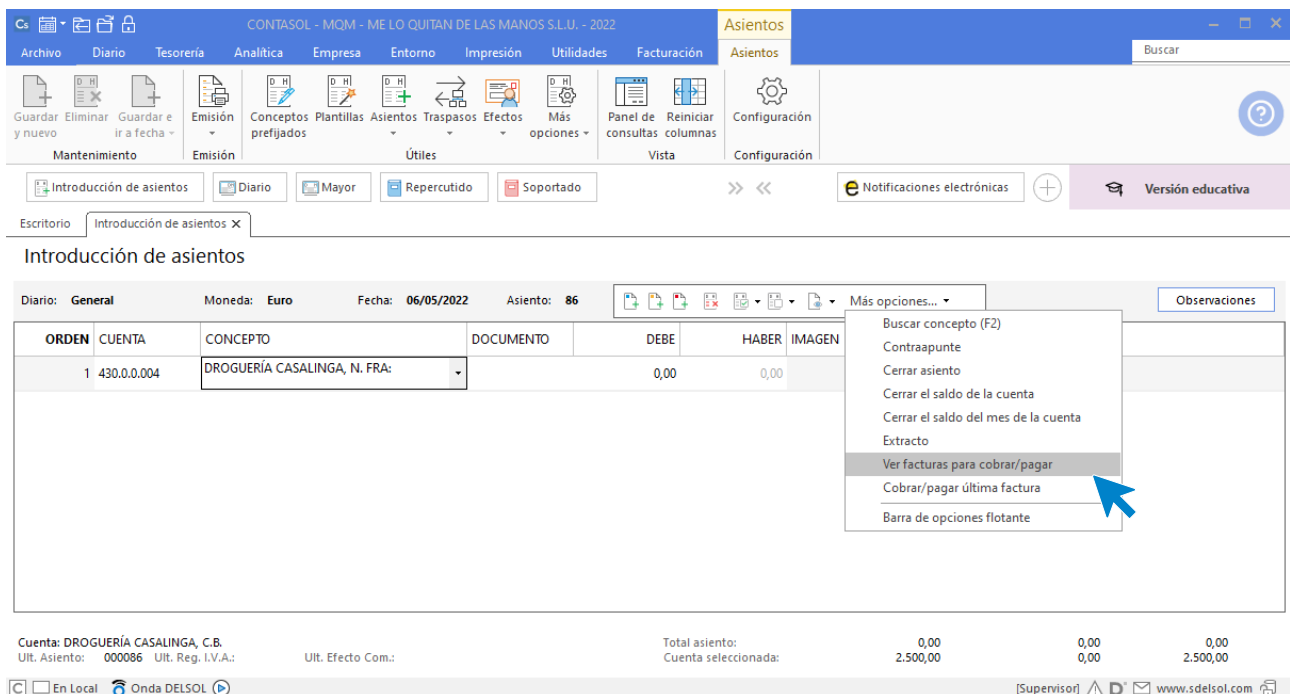 Cs CONTASOL - MQM - ME LO QUITAN DE LAS MANOS S.L.U. - 2022 Asientos
Archivo Diario Tesorería Analítica Empresa Entorno Impresión Utilidades Facturación Asientos Buscar
Guardar y nuevo
Eliminar
Guardar e ir a fecha
Emisión
Conceptos prefijados
Plantillas
Asientos
Traspasos
Efectos
Más opciones
Panel de consultas
Reiniciar columnas
Configuración
Mantenimiento Emisión Útiles Vista Configuración
Introducción de asientos Diario Mayor Repercutido Soportado Notificaciones electrónicas Versión educativa
Escritorio Introducción de asientos X
Introducción de asientos
Diario: General Moneda: Euro Fecha: 06/05/2022 Asiento: 86 Más opciones... Observaciones
ORDEN CUENTA CONCEPTO DOCUMENTO DEBE HABER IMAGEN
1 430.0.0.004 DROGUERÍA CASALINGA, N. FRA: 0,00 0,00
Buscar concepto (F2)
Contraapunte
Cerrar asiento
Cerrar el saldo de la cuenta
Cerrar el saldo del mes de la cuenta
Extracto
Ver facturas para cobrar/pagar
Cobrar/pagar última factura
Barra de opciones flotante
Cuenta: DROGUERÍA CASALINGA, C.B. Total asiento: 0,00 0,00 0,00
Ult. Asiento: 000086 Ult. Reg. I.V.A.: Ult. Efecto Com.: Cuenta seleccionada: 2.500,00 0,00 2.500,00
C En Local Onda DELSOL [Supervisor] D www.sdelsol.com